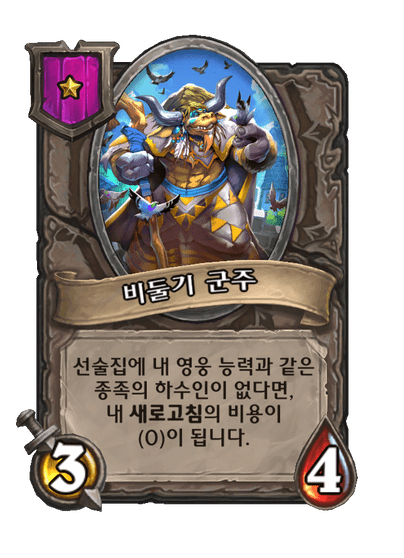 비둘기 군주
선술집에 내 영웅 능력과 같은
종족의 하수인이 없다면,
내 새로고침의 비용이
(0)이 됩니다.
3
4